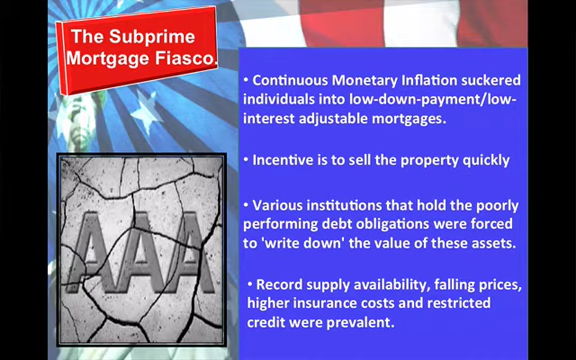 The Subprime
Mortgage Fiasco.
• Continuous Monetary Inflation suckered
individuals into low-down-payment/low-
interest adjustable mortgages.
• Incentive is to sell the property quickly
• Various institutions that hold the poorly
performing debt obligations were forced
to 'write down' the value of these assets.
• Record supply availability, falling prices,
higher insurance costs and restricted
credit were prevalent.
AAA